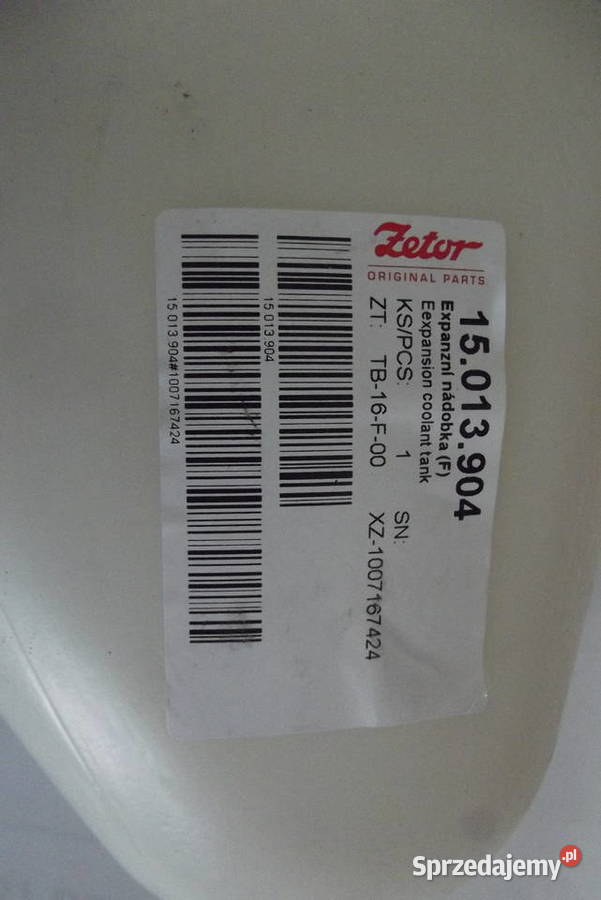 Zetor
ORIGINAL PARTS
15.013.904
Expanzní nádobka (F)
Eexpansion coolant tank
KS/PCS: 1 SN:
ZT: TB-16-F-00 XZ-1007167424
15.013.904
15.013.904#1007167424
Sprzedajemy.pl